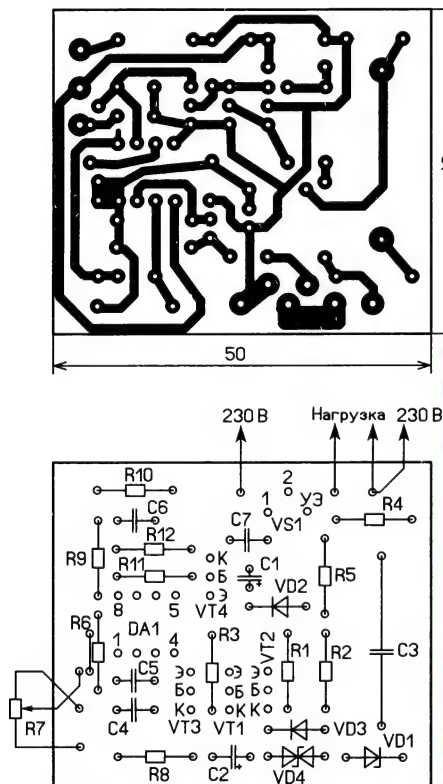 50
230 В Нагрузка 230 В
R10
2
C6
1 УЭ
VS1
R4
R12
C7
R9
К
R11
C1
Б
R5
VD2
Э
8 5 VT4
R6
DA1
R3
VT2
1 4
R1 R2
C3
C5
Э Э Э
R7
Б Б Б
C4
К К К
VT3 VT1
VD3
VD1
R8
C2
VD4
+
+